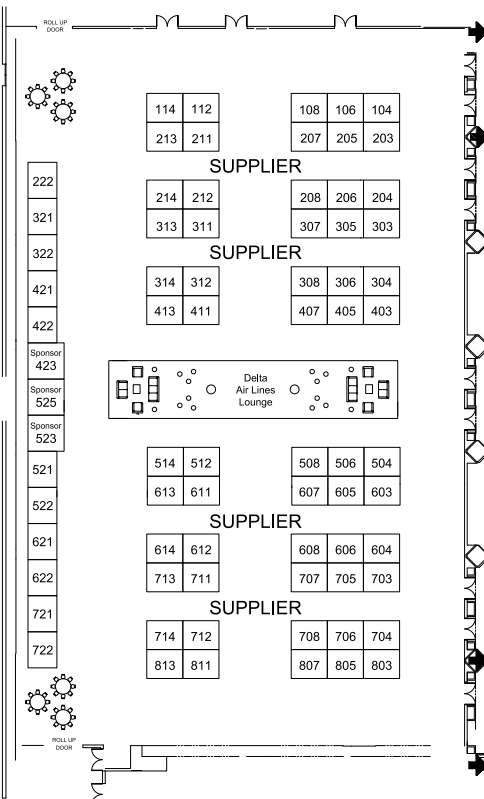 ROLL UP
DOOR
114 112 108 106 104
213 211 207 205 203
SUPPLIER
222
214 212 208 206 204
321
313 311 307 305 303
322
SUPPLIER
421
314 312 308 306 304
422
413 411 407 405 403
Sponsor
423
Sponsor
525
Sponsor
523
Delta
Air Lines
Lounge
521
514 512 508 506 504
522
613 611 607 605 603
621
SUPPLIER
622
614 612 608 606 604
721
713 711 707 705 703
722
SUPPLIER
714 712 708 706 704
813 811 807 805 803
ROLL UP
DOOR